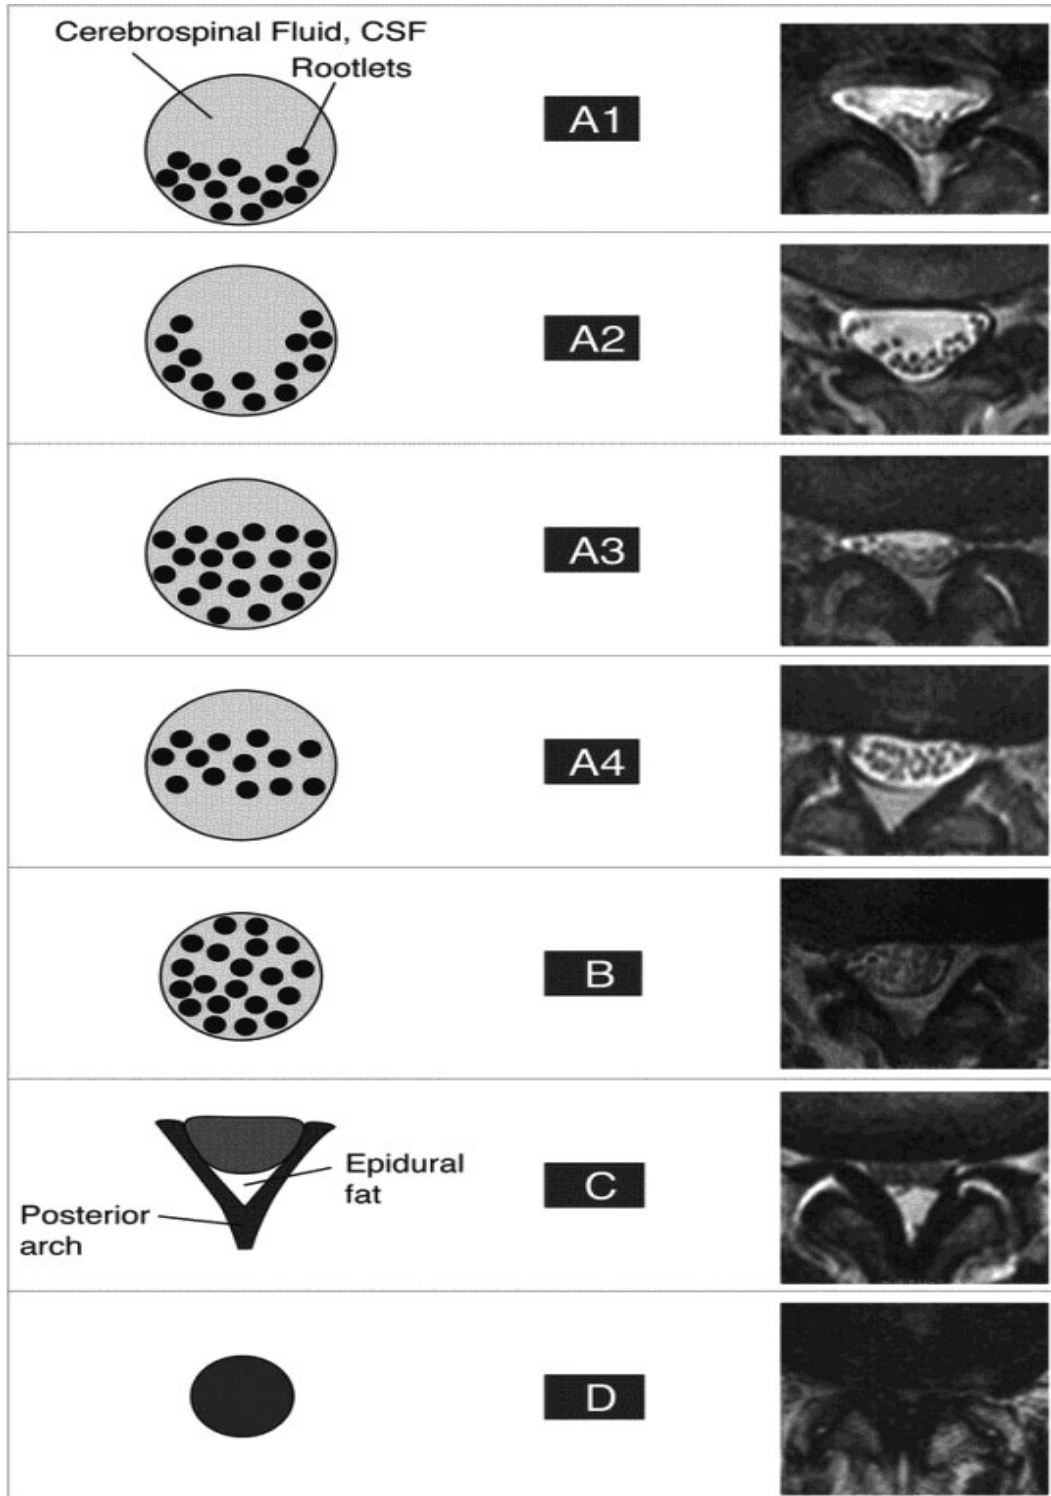 Cerebrospinal Fluid, CSF
Rootlets
A1
A2
A3
A4
B
Epidural
fat
C
Posterior
arch
D